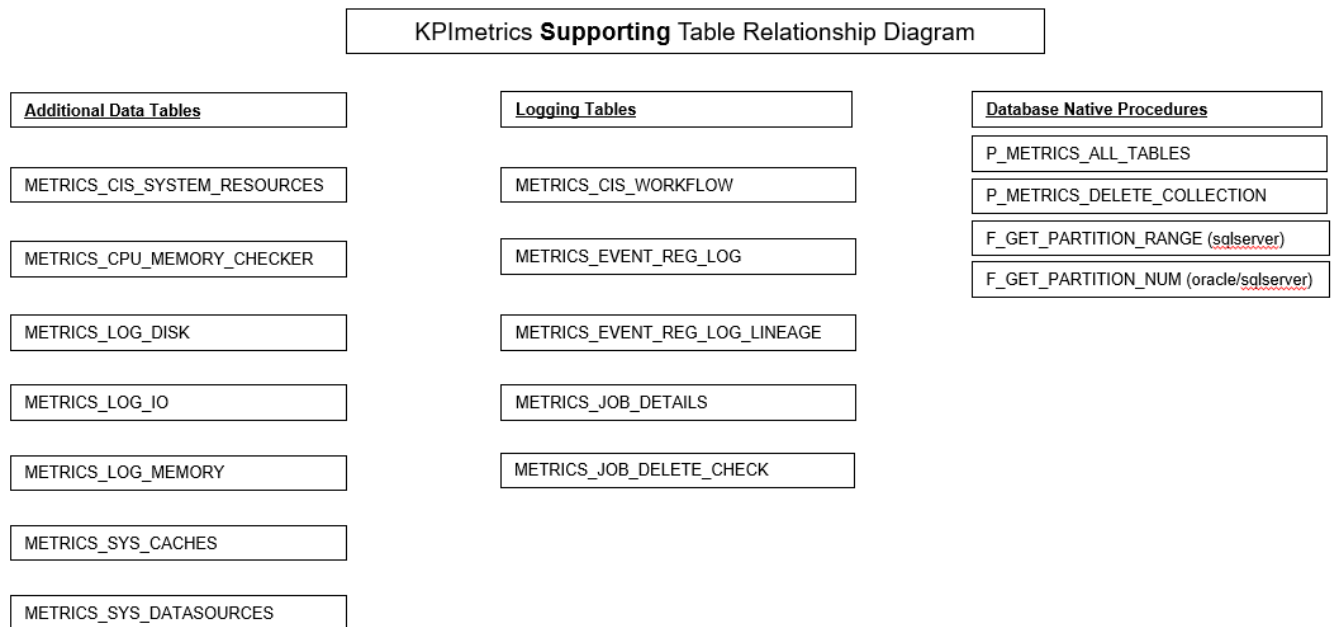 KPImetrics Supporting Table Relationship Diagram
Additional Data Tables
METRICS_CIS_SYSTEM_RESOURCES
METRICS_CPU_MEMORY_CHECKER
METRICS_LOG_DISK
METRICS_LOG_IO
METRICS_LOG_MEMORY
METRICS_SYS_CACHES
METRICS_SYS_DATASOURCES
Logging Tables
METRICS_CIS_WORKFLOW
METRICS_EVENT_REG_LOG
METRICS_EVENT_REG_LOG_LINEAGE
METRICS_JOB_DETAILS
METRICS_JOB_DELETE_CHECK
Database Native Procedures
P_METRICS_ALL_TABLES
P_METRICS_DELETE_COLLECTION
F_GET_PARTITION_RANGE (sqlserver)
F_GET_PARTITION_NUM (oracle/sqlserver)